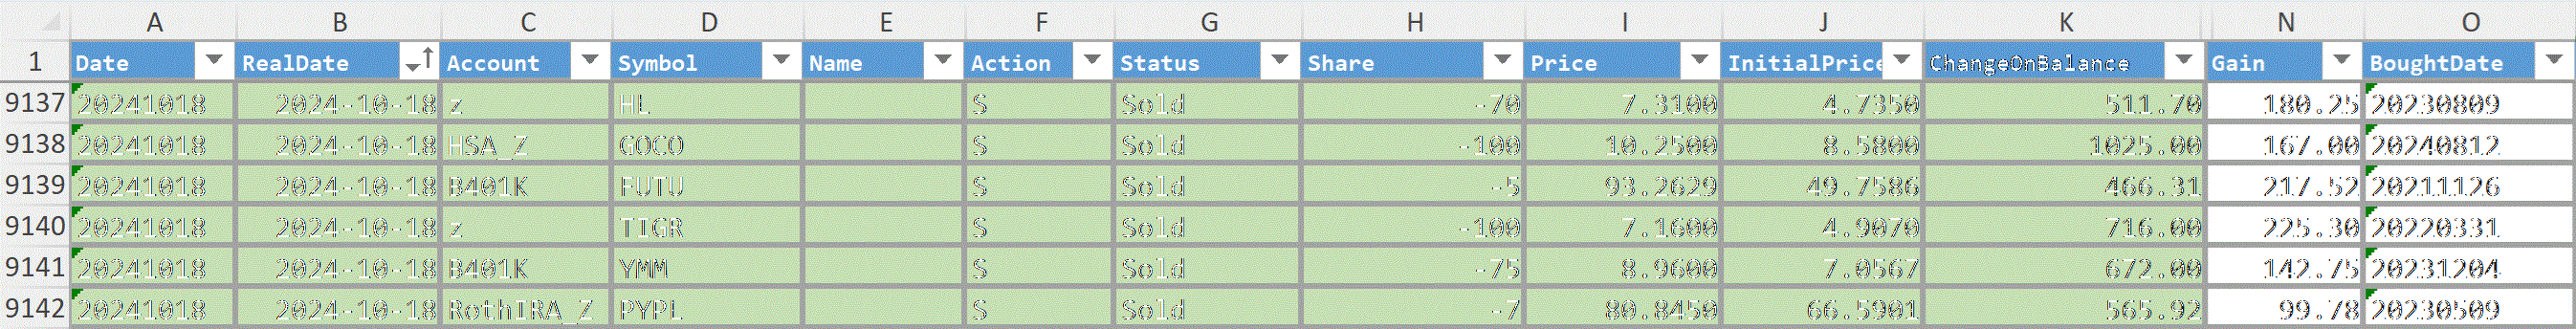 A B C D E F G H I J K N O
1 Date RealDate Account Symbol Name Action Status Share Price InitialPrice ChangeOnBalance Gain BoughtDate
9137 20241018 2024-10-18 z HL S Sold -70 7.3100 4.7350 511.70 180.25 20230809
9138 20241018 2024-10-18 HSA_Z GOCO S Sold -100 10.2500 8.5800 1025.00 167.00 20240812
9139 20241018 2024-10-18 B401K FUTU S Sold -5 93.2629 49.7586 466.31 217.52 20211126
9140 20241018 2024-10-18 z TIGR S Sold -100 7.1600 4.9070 716.00 225.30 20220331
9141 20241018 2024-10-18 B401K YMM S Sold -75 8.9600 7.0567 672.00 142.75 20231204
9142 20241018 2024-10-18 RothIRA_Z PYPL S Sold -7 80.8450 66.5901 565.92 99.78 20230509